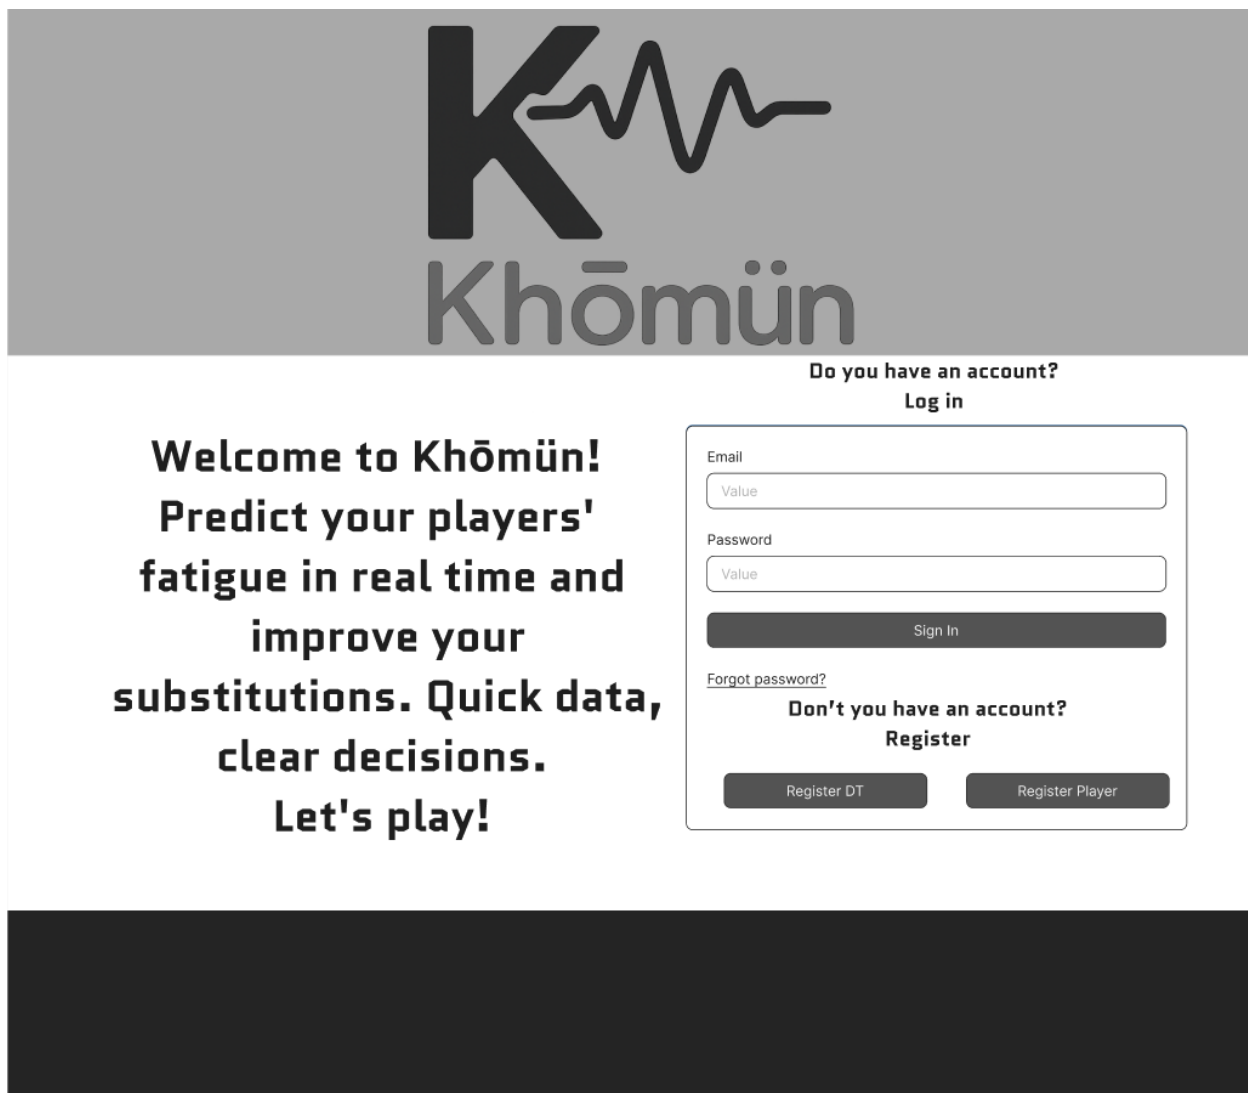 K
Khōmün
Welcome to Khōmün!
Predict your players'
fatigue in real time and
improve your
substitutions. Quick data,
clear decisions.
Let's play!
Do you have an account?
Log in
Email
Value
Password
Value
Sign In
Forgot password?
Don’t you have an account?
Register
Register DT
Register Player